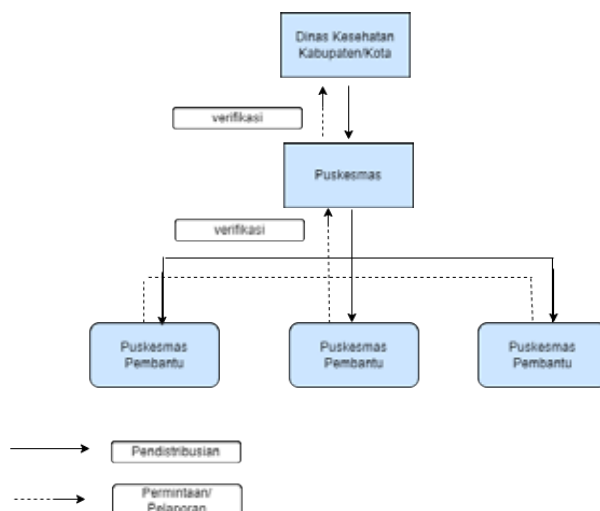 Dinas Kesehatan
Kabupaten/Kota
verifikasi
Puskesmas
verifikasi
Puskesmas
Pembantu
Puskesmas
Pembantu
Puskesmas
Pembantu
Pendistribusian
Permintaan/
Pelaporan